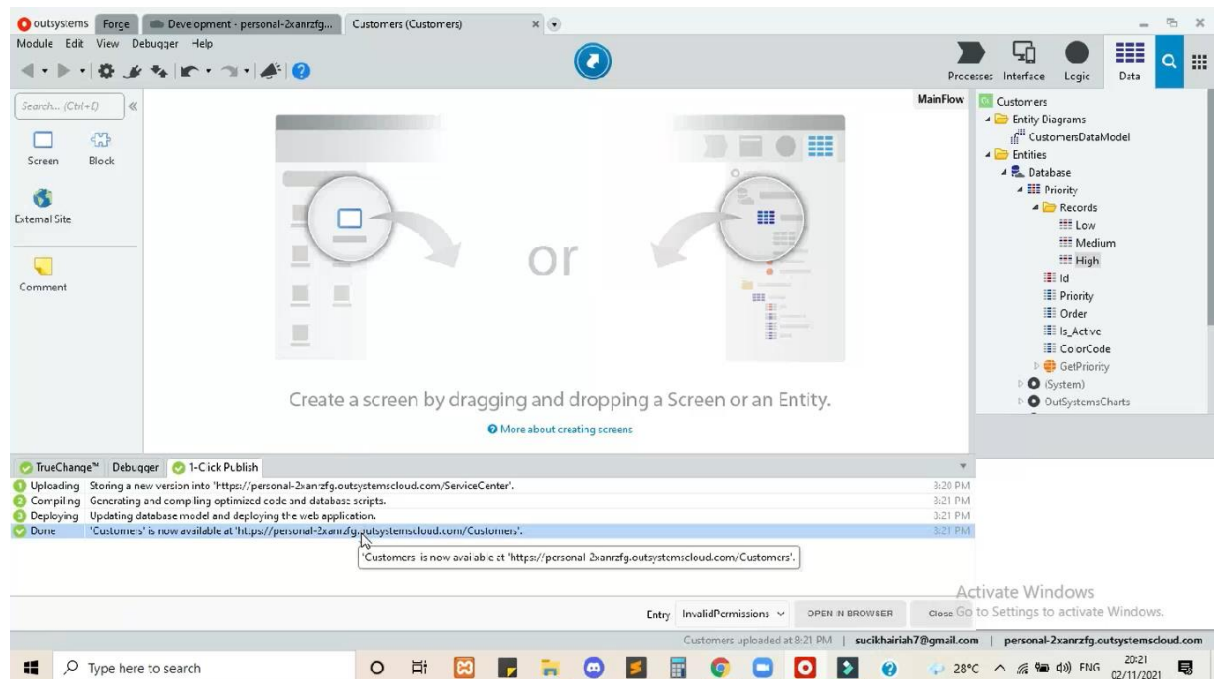 outsystems Forge Development - personal-2xanrzfg... Customers (Customers)
Module Edit View Debugger Help
Processes Interface Logic Data
Search... (Ctrl+D)
Screen Block
External Site
Comment
MainFlow
or
Create a screen by dragging and dropping a Screen or an Entity.
More about creating screens
Customers
Entity Diagrams
CustomersDataModel
Entities
Database
Priority
Records
Low
Medium
High
Id
Priority
Order
Is_Active
ColorCode
GetPriority
(System)
OutSystemsCharts
TrueChange™ Debugger 1-Click Publish
1 Uploading Storing a new version into 'https://personal-2xanrzfg.outsystemscloud.com/ServiceCenter'. 3:20 PM
2 Compiling Generating and compiling optimized code and database scripts. 3:21 PM
3 Deploying Updating database model and deploying the web application. 3:21 PM
Done 'Customers' is now available at 'https://personal-2xanrzfg.outsystemscloud.com/Customers'. 3:21 PM
'Customers' is now available at 'https://personal-2xanrzfg.outsystemscloud.com/Customers'.
Activate Windows
Go to Settings to activate Windows.
Entry InvalidPermissions OPEN IN BROWSER Close
Customers uploaded at 8:21 PM | sucikhairiah7@gmail.com | personal-2xanrzfg.outsystemscloud.com
Type here to search
28°C ENG 20:21
02/11/2021